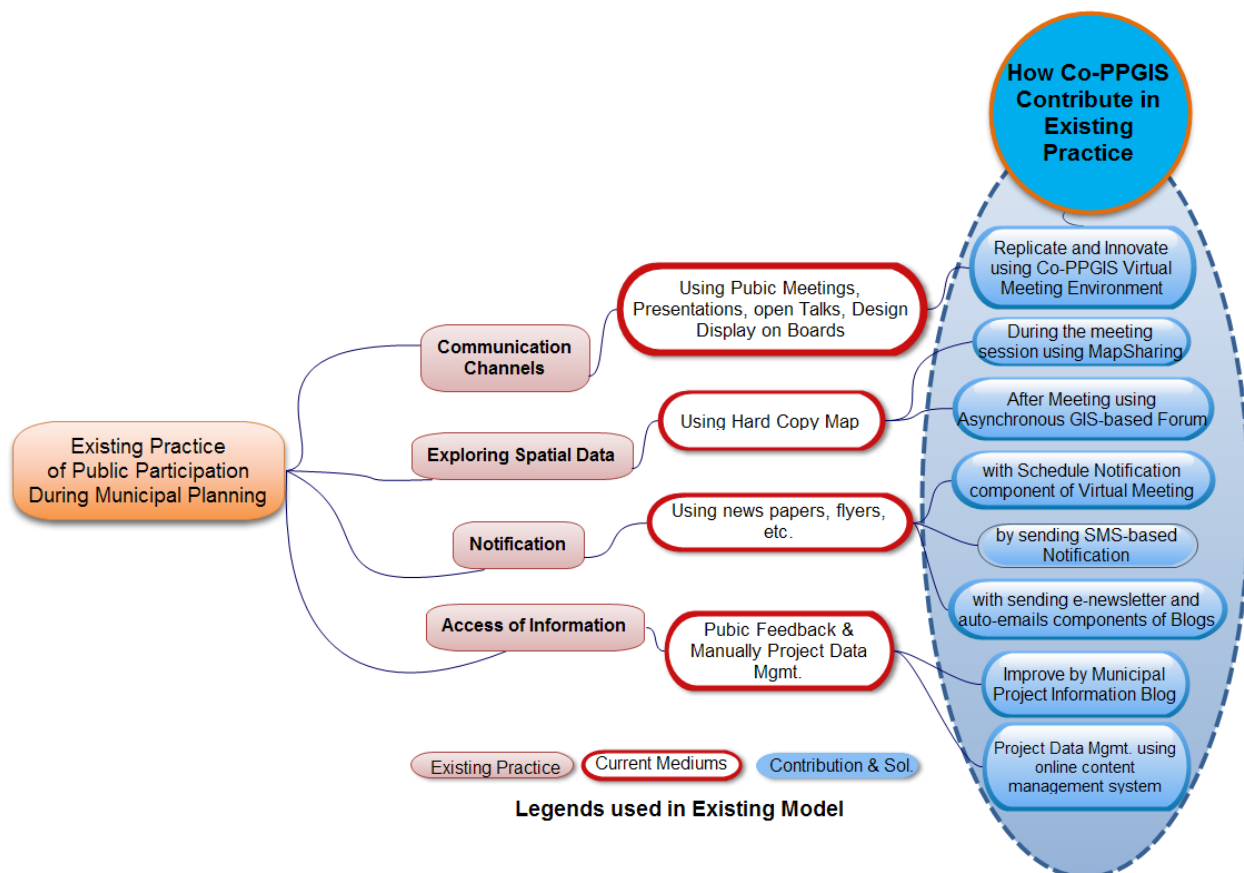 How Co-PPGIS
Contribute in
Existing
Practice
Replicate and Innovate
using Co-PPGIS Virtual
Meeting Environment
Using Pubic Meetings,
Presentations, open Talks, Design
Display on Boards
During the meeting
session using MapSharing
Communication
Channels
After Meeting using
Asynchronous GIS-based Forum
Using Hard Copy Map
Existing Practice
of Public Participation
During Municipal Planning
Exploring Spatial Data
with Schedule Notification
component of Virtual Meeting
Using news papers, flyers,
etc.
Notification
by sending SMS-based
Notification
with sending e-newsletter and
auto-emails components of Blogs
Access of Information
Pubic Feedback &
Manually Project Data
Mgmt.
Improve by Municipal
Project Information Blog
Project Data Mgmt. using
online content
management system
Existing Practice
Current Mediums
Contribution & Sol.
Legends used in Existing Model